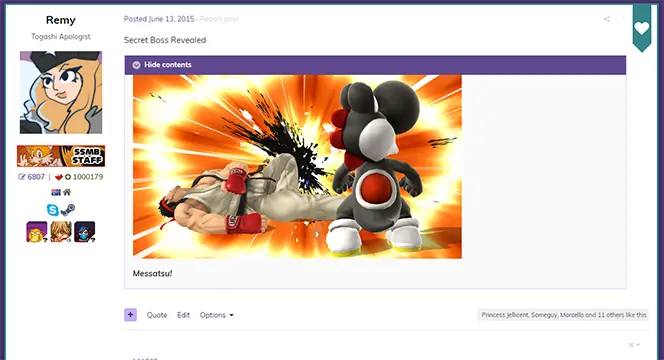 Remy
Togashi Apologist
SSMB
STAFF
6807 | 1000179
Posted June 13, 2015 · Report post
Secret Boss Revealed
Hide contents
Messatsu!
+ Quote Edit Options
Princess Jellicent, Someguy, Morcello and 11 others like this